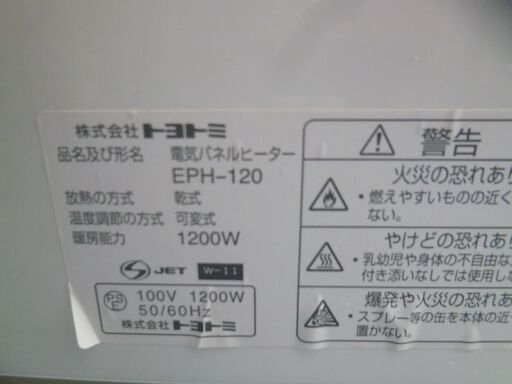 株式会社 トヨトミ
品名及び形名 電気パネルヒーター
EPH-120
放熱の方式 乾式
温度調節の方式 可変式
暖房能力 1200W
JET W-11
PSE 100V 1200W
50/60Hz
株式会社 トヨトミ
警告
火災の恐れあり
・燃えやすいものの近く
ない。
やけどの恐れあり
・乳幼児や身体の不自由な
付き添いなしでは使用し
爆発や火災の恐れあ
・スプレー等の缶を本体の近
置かない。